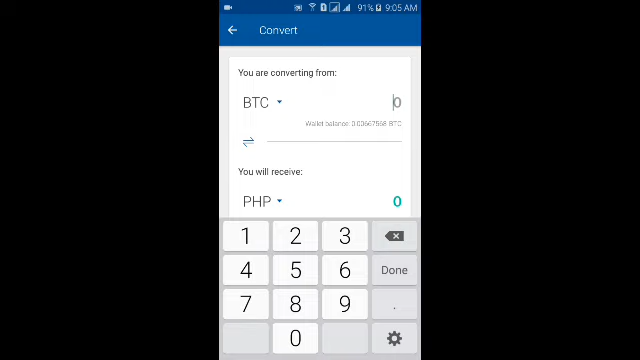 91% 9:05 AM
Convert
You are converting from:
BTC 0
Wallet balance: 0.00667568 BTC
You will receive:
PHP 0
1 2 3
4 5 6 Done
7 8 9 .
0